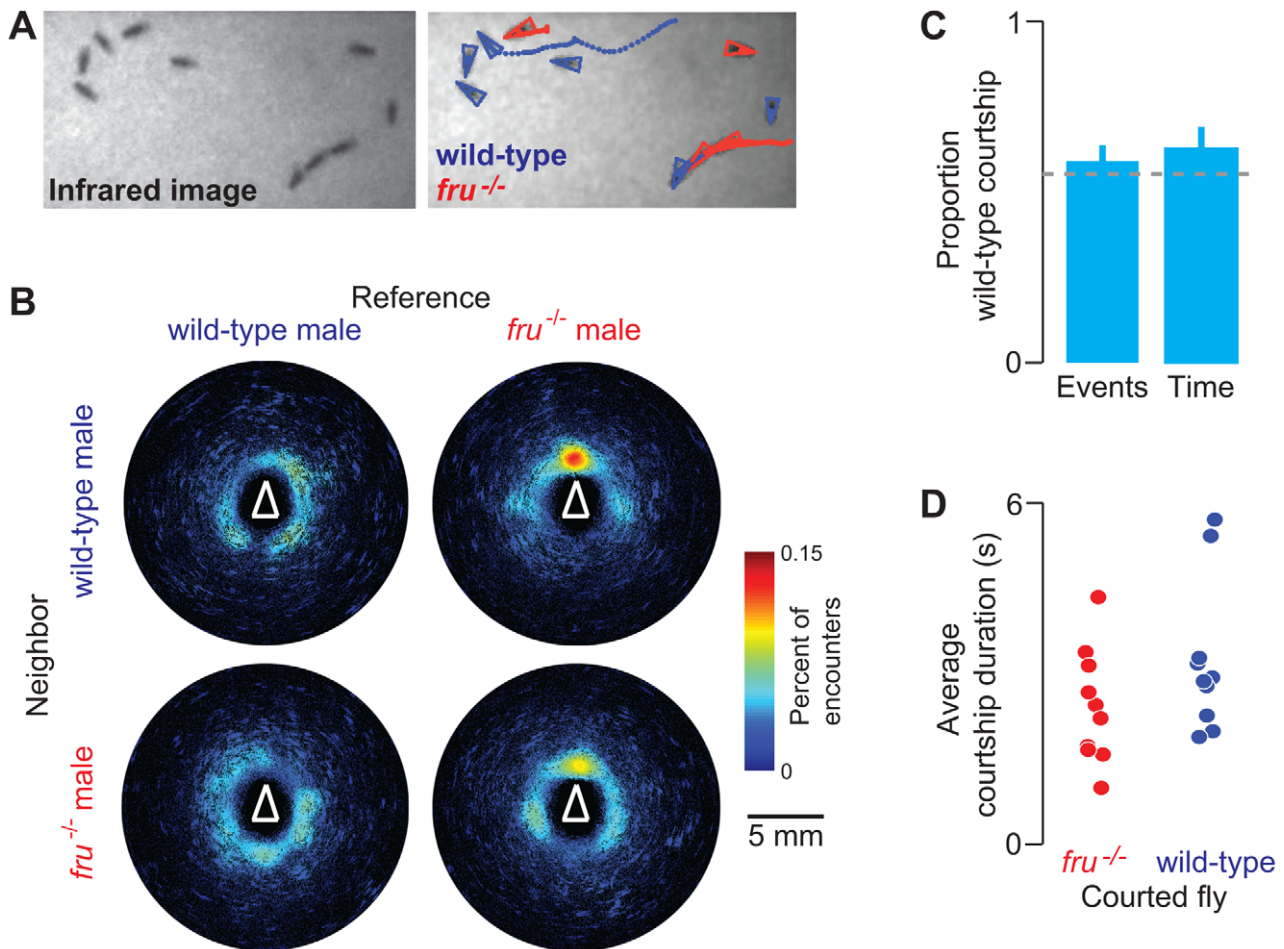 A
Infrared image
wild-type
fru -/-
B
Reference
wild-type male
fru -/- male
Neighbor
wild-type male
fru -/- male
0.15
Percent of
encounters
0
5 mm
C
1
Proportion
wild-type courtship
0
Events
Time
D
6
Average
courtship duration (s)
0
fru -/-
wild-type
Courted fly